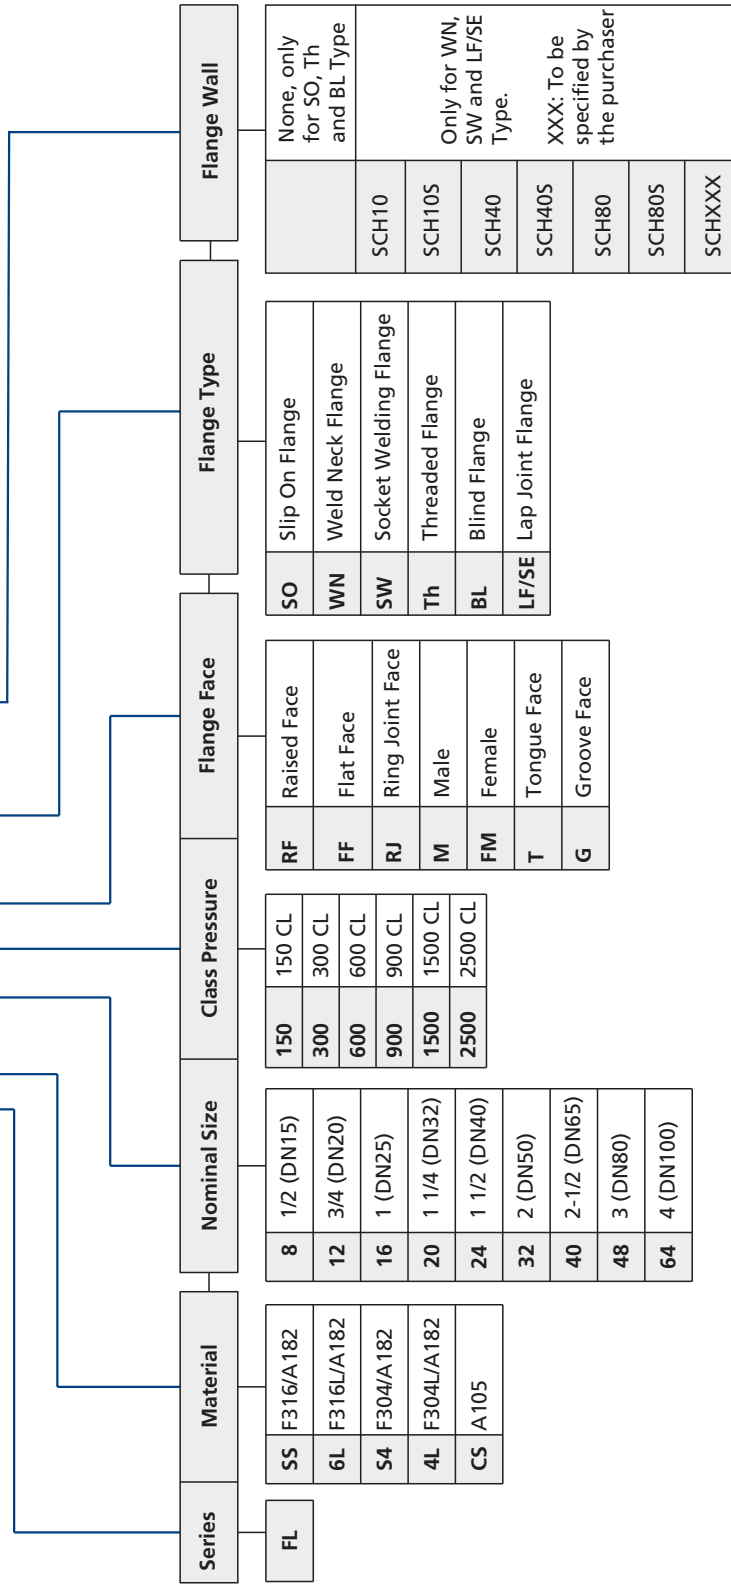 Series
Material
Nominal Size
Class Pressure
Flange Face
Flange Type
Flange Wall
FL
SS F316/A182
6L F316L/A182
S4 F304/A182
4L F304L/A182
CS A105
8 1/2 (DN15)
12 3/4 (DN20)
16 1 (DN25)
20 1 1/4 (DN32)
24 1 1/2 (DN40)
32 2 (DN50)
40 2-1/2 (DN65)
48 3 (DN80)
64 4 (DN100)
150 150 CL
300 300 CL
600 600 CL
900 900 CL
1500 1500 CL
2500 2500 CL
RF Raised Face
FF Flat Face
RJ Ring Joint Face
M Male
FM Female
T Tongue Face
G Groove Face
SO Slip On Flange
WN Weld Neck Flange
SW Socket Welding Flange
Th Threaded Flange
BL Blind Flange
LF/SE Lap Joint Flange
None, only
for SO, Th
and BL Type
SCH10
SCH10S
SCH40
SCH40S
SCH80
SCH80S
SCHXXX
Only for WN,
SW and LF/SE
Type.
XXX: To be
specified by
the purchaser